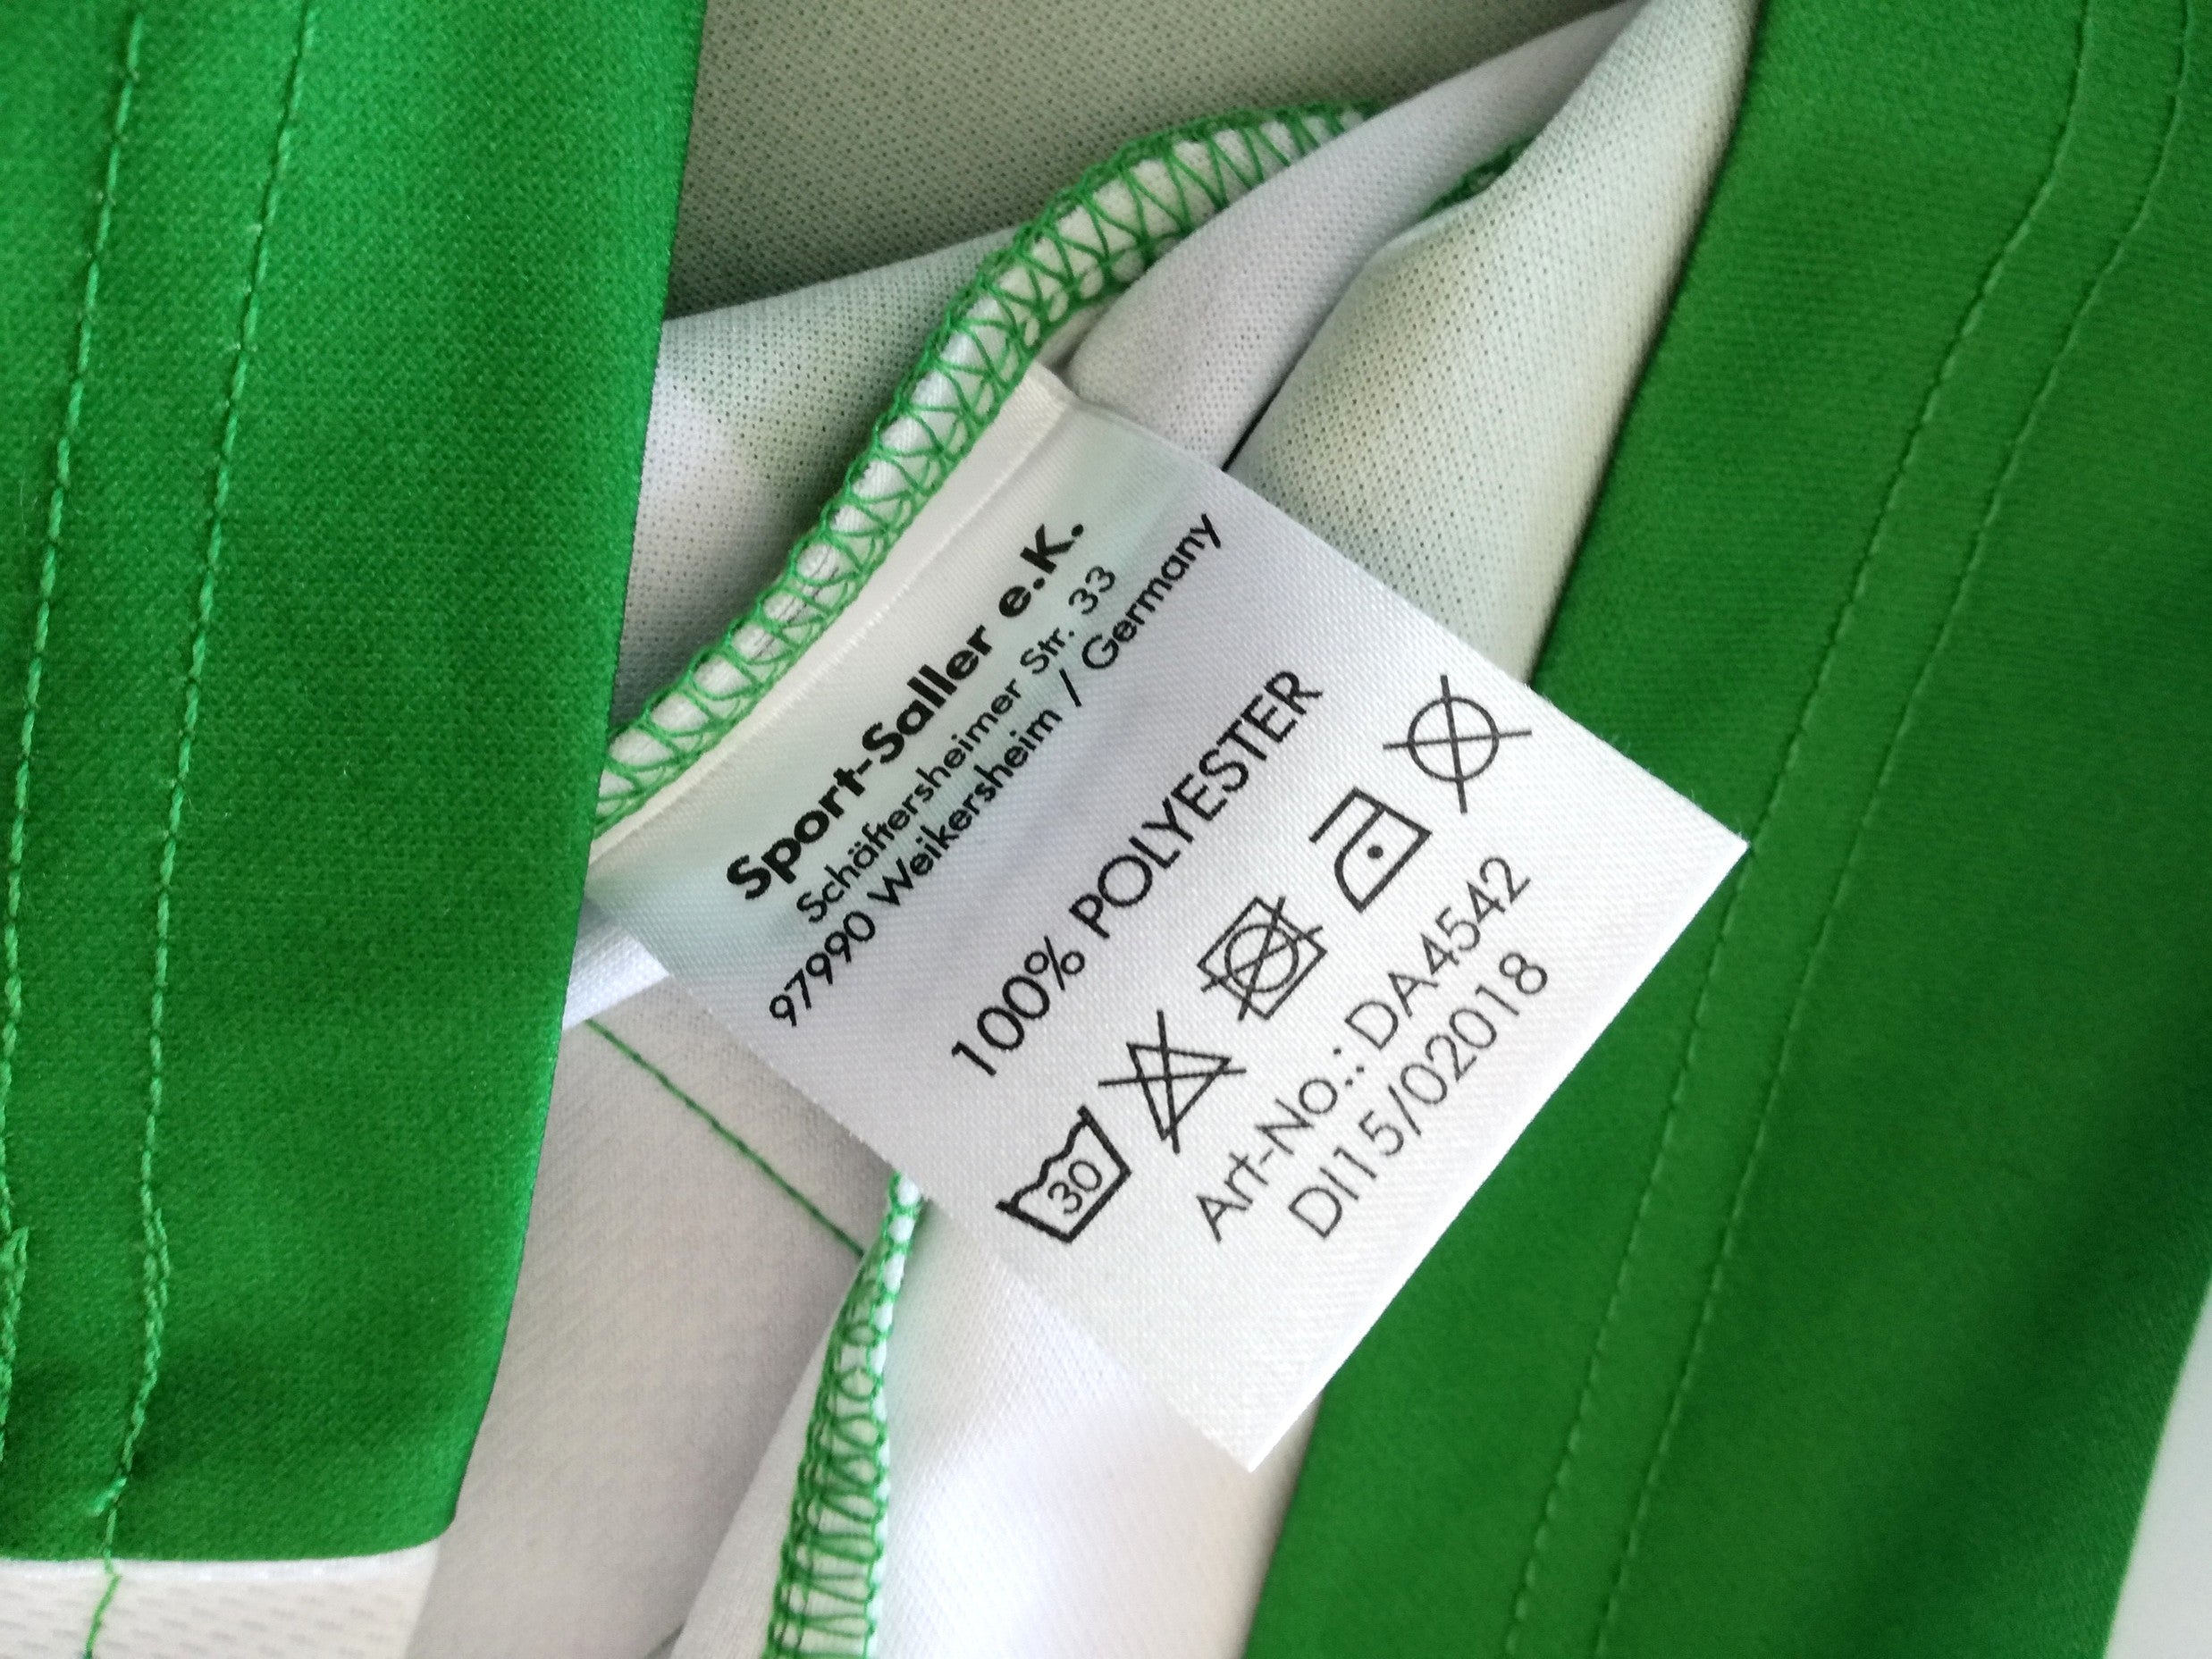 Sport-Saller e.K.
Schäftersheimer Str. 33
97990 Weikersheim / Germany
100% POLYESTER
30
Art-No.: DA4542
DI15/02018